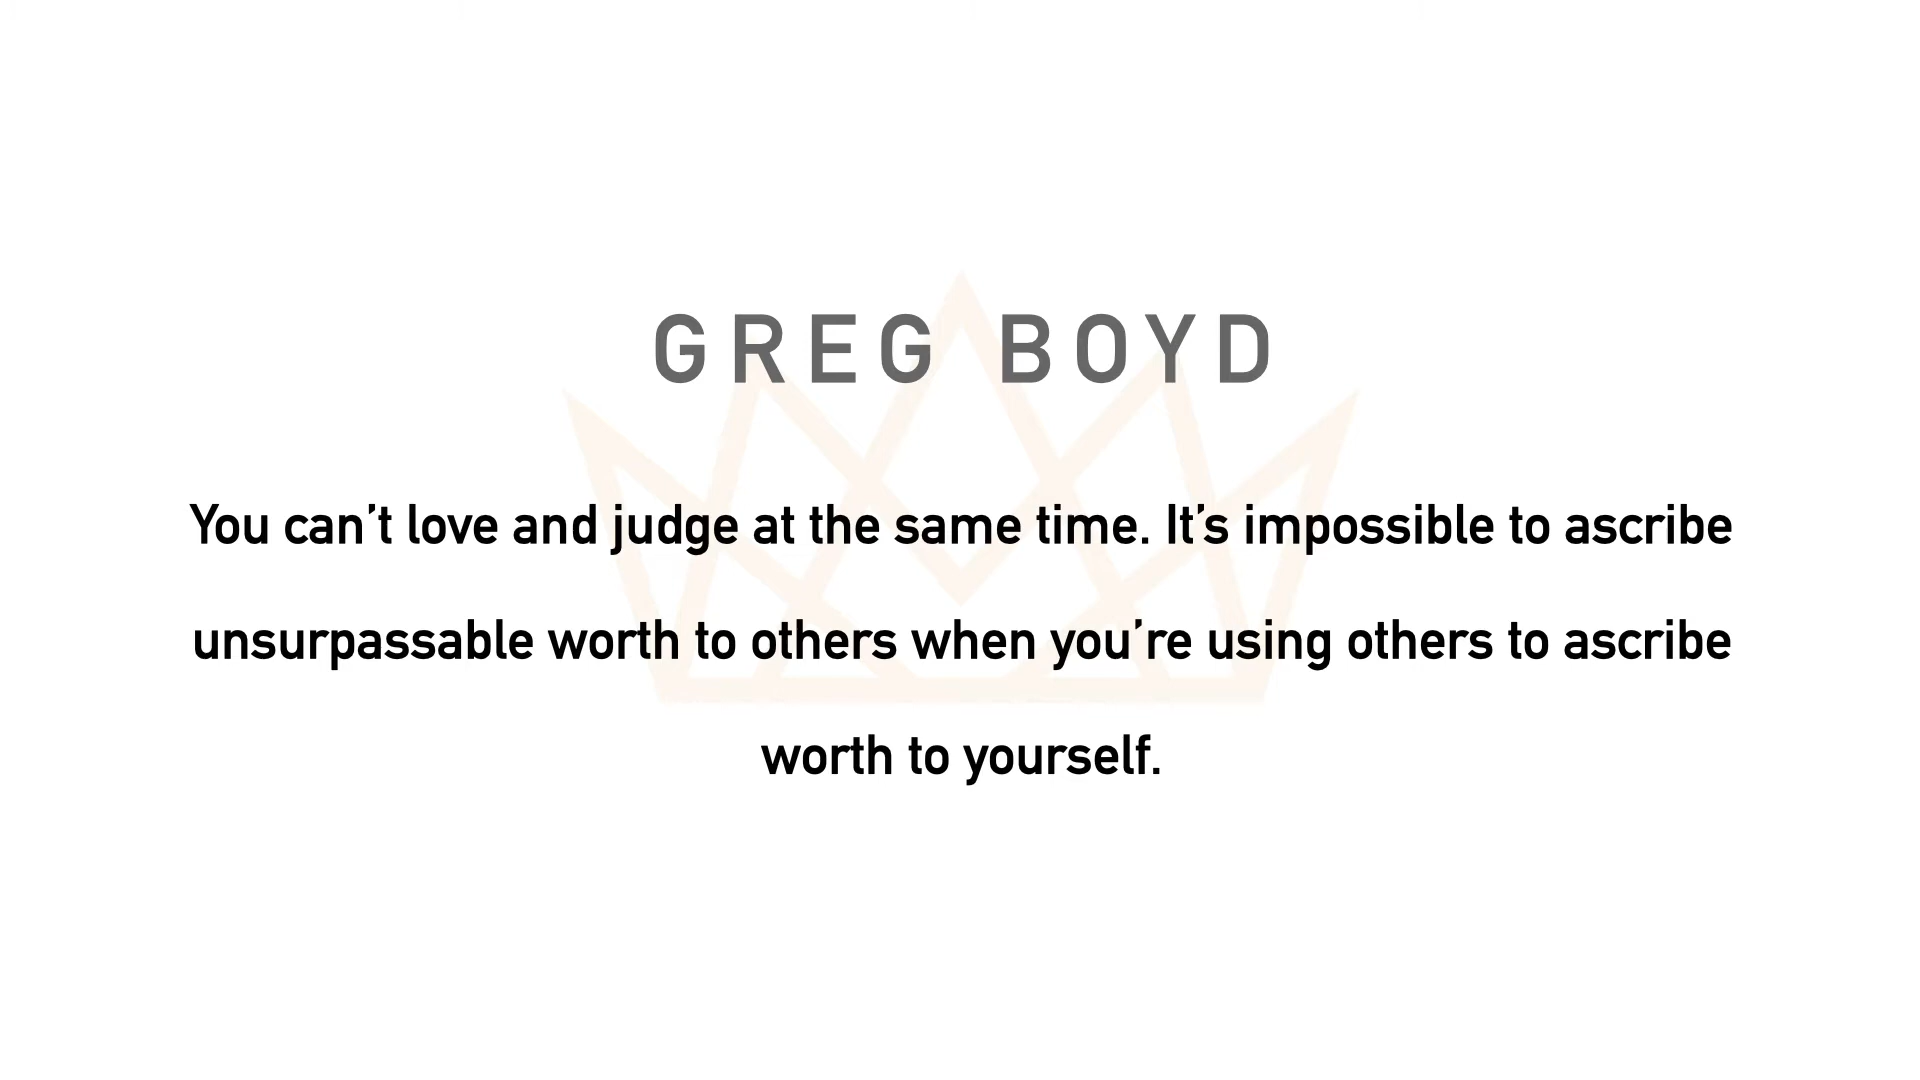 GREG BOYD
You can’t love and judge at the same time. It’s impossible to ascribe
unsurpassable worth to others when you’re using others to ascribe
worth to yourself.